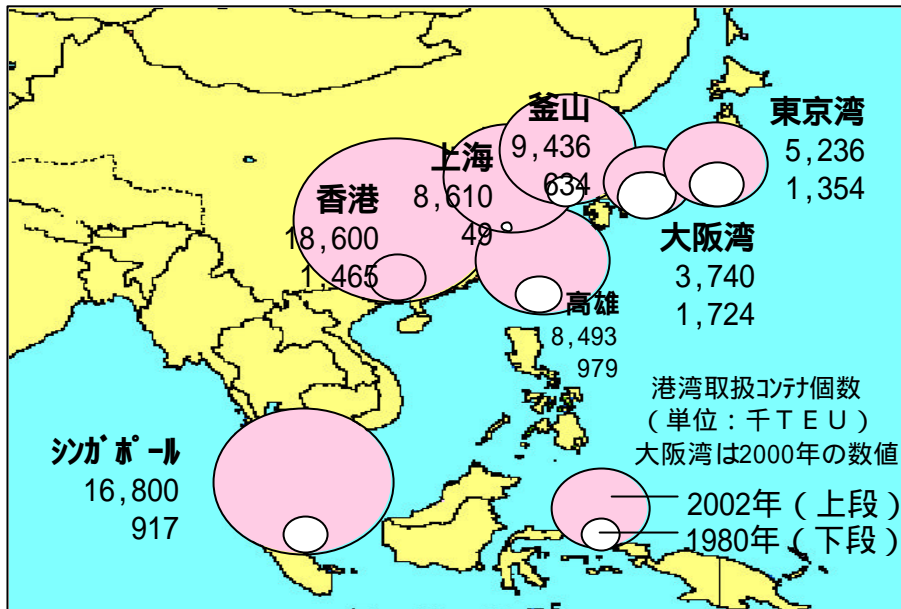 釜山
9,436
634
東京湾
5,236
1,354
上海
8,610
49
香港
18,600
1,465
大阪湾
3,740
1,724
高雄
8,493
979
港湾取扱ｺﾝﾃﾅ個数
（単位：千ＴＥＵ）
大阪湾は2000年の数値
ｼﾝｶﾞﾎﾟｰﾙ
16,800
917
2002年（上段）
1980年（下段）